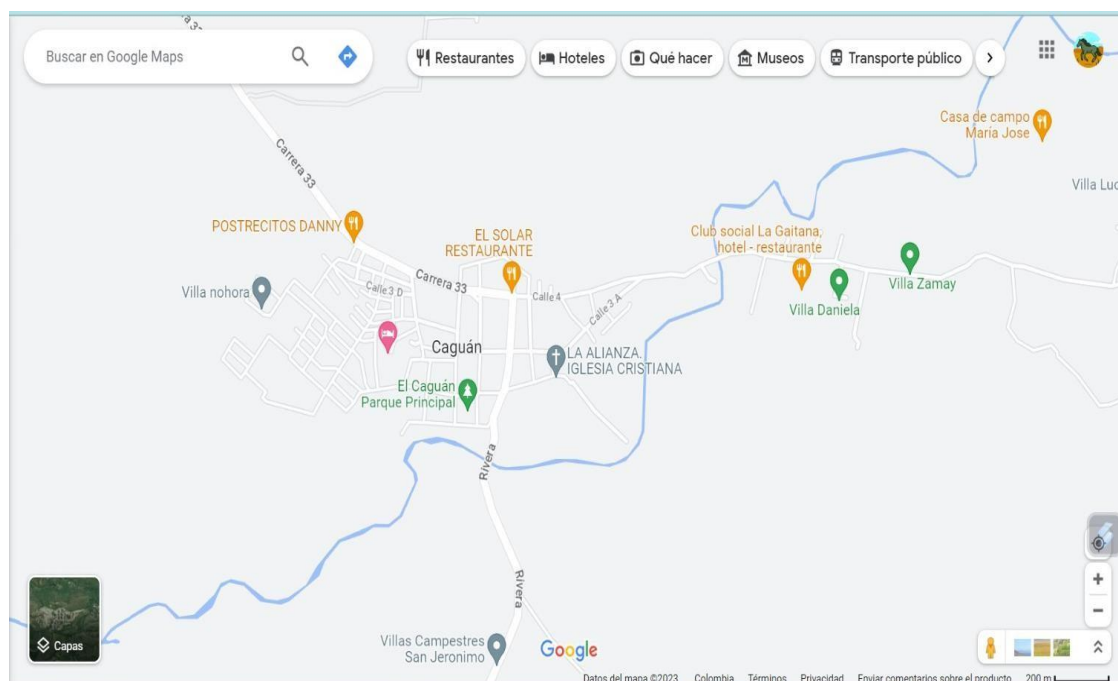 Buscar en Google Maps
Restaurantes
Hoteles
Qué hacer
Museos
Transporte público
Carrera 33
Casa de campo
María Jose
Villa Luc
POSTRECITOS DANNY
EL SOLAR
RESTAURANTE
Club social La Gaitana,
hotel - restaurante
Villa Zamay
Villa Daniela
Villa nohora
Calle 3 D
Carrera 33
Calle 4
Calle 3 A
Caguán
LA ALIANZA.
IGLESIA CRISTIANA
El Caguán
Parque Principal
Rivera
Rivera
Villas Campestres
San Jeronimo
Capas
Google
Datos del mapa ©2023 Colombia Términos Privacidad Enviar comentarios sobre el producto 200 m